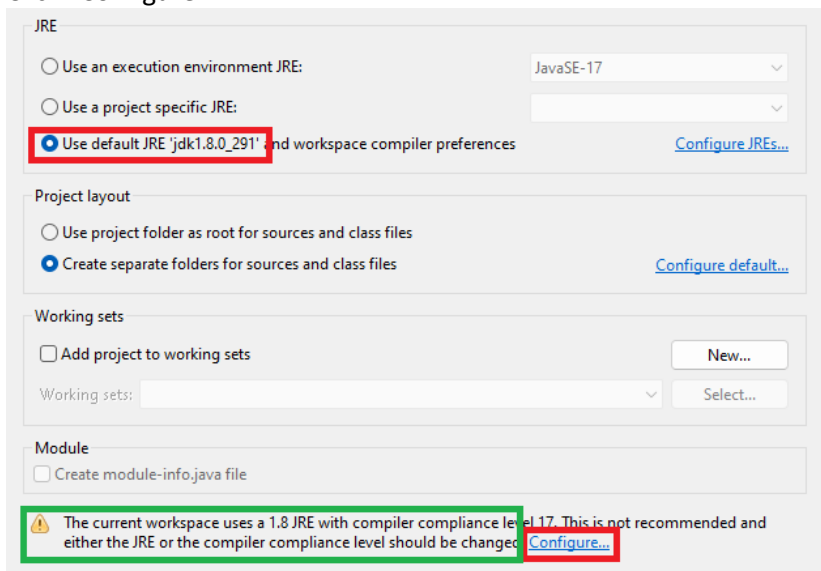 JRE
Use an execution environment JRE: JavaSE-17
Use a project specific JRE:
Use default JRE 'jdk1.8.0_291' and workspace compiler preferences Configure JREs...
Project layout
Use project folder as root for sources and class files
Create separate folders for sources and class files Configure default...
Working sets
Add project to working sets New...
Working sets: Select...
Module
Create module-info.java file
The current workspace uses a 1.8 JRE with compiler compliance level 17. This is not recommended and
either the JRE or the compiler compliance level should be changed. Configure...